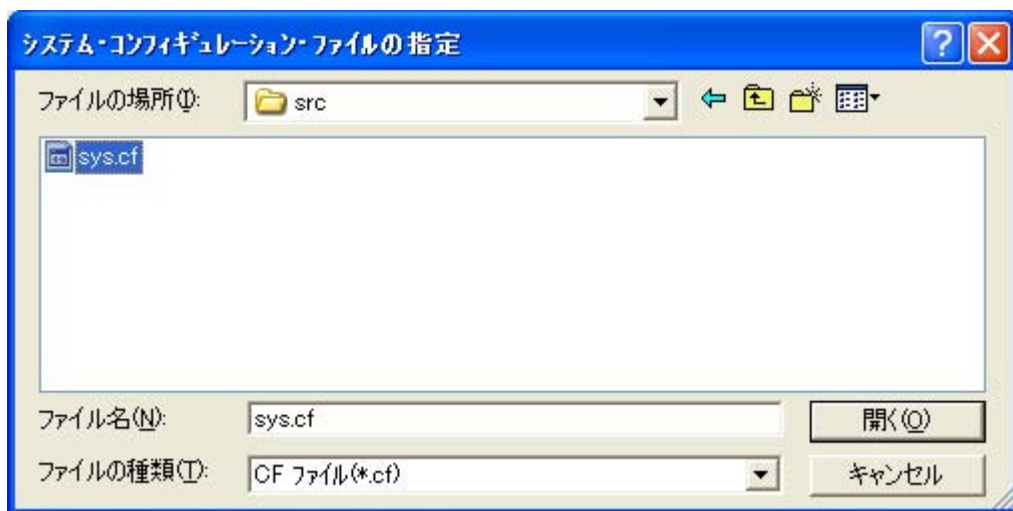 システム・コンフィギュレーション・ファイルの指定
ファイルの場所(I):
src
sys.cf
ファイル名(N):
sys.cf
開く(O)
ファイルの種類(T):
CF ファイル(*.cf)
キャンセル